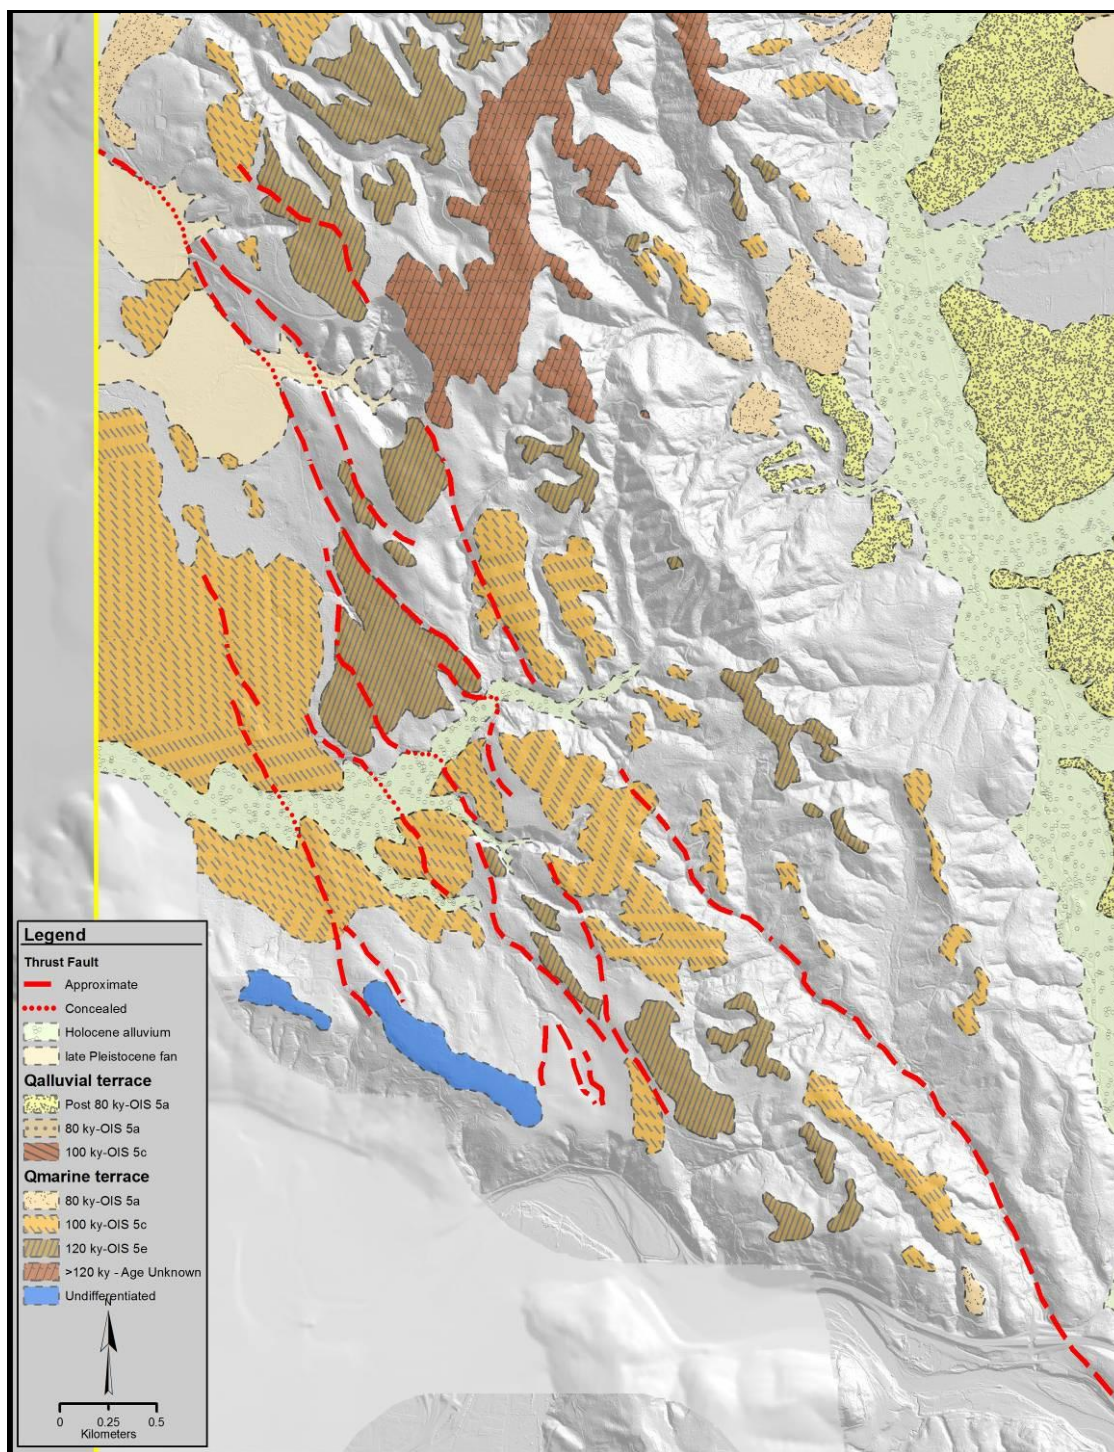 Legend
Thrust Fault
Approximate
Concealed
Holocene alluvium
late Pleistocene fan
Qalluvial terrace
Post 80 ky-OIS 5a
80 ky-OIS 5a
100 ky-OIS 5c
Qmarine terrace
80 ky-OIS 5a
100 ky-OIS 5c
120 ky-OIS 5e
>120 ky - Age Unknown
Undifferentiated
N
0 0.25 0.5
Kilometers